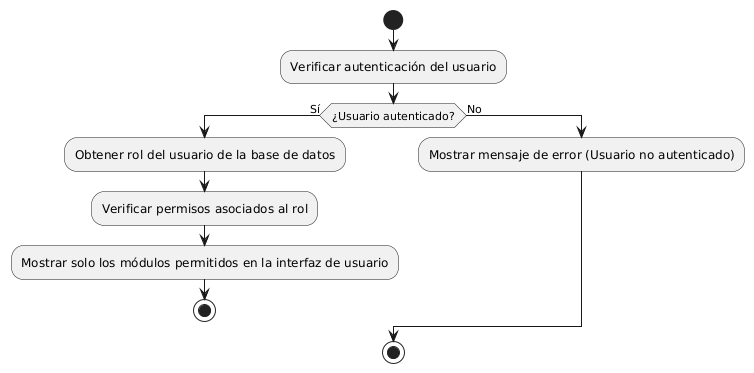 Verificar autenticación del usuario
Sí
¿Usuario autenticado?
No
Obtener rol del usuario de la base de datos
Mostrar mensaje de error (Usuario no autenticado)
Verificar permisos asociados al rol
Mostrar solo los módulos permitidos en la interfaz de usuario